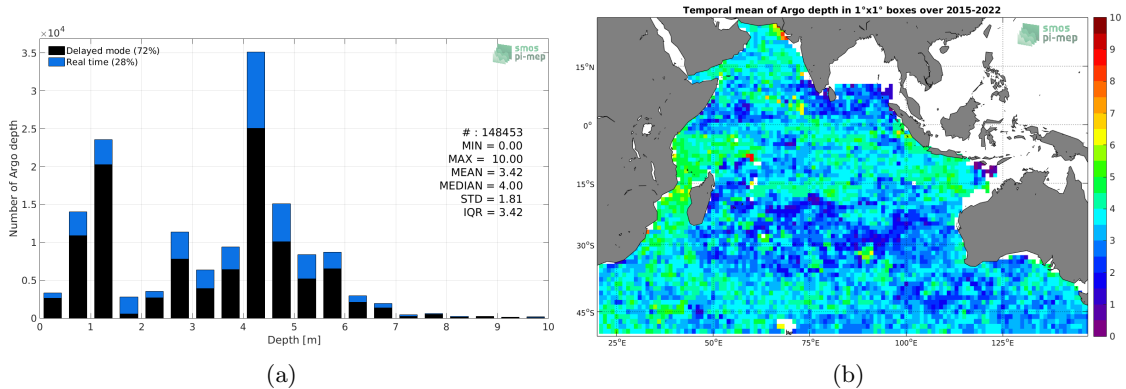 ×10⁴
4
3.5
3
2.5
2
1.5
1
0.5
0
Number of Argo depth
Delayed mode (72%)
Real time (28%)
smos
pi-mep
# : 148453
MIN = 0.00
MAX = 10.00
MEAN = 3.42
MEDIAN = 4.00
STD = 1.81
IQR = 3.42
0 1 2 3 4 5 6 7 8 9 10
Depth [m]
(a)
Temporal mean of Argo depth in 1°x1° boxes over 2015-2022
smos
pi-mep
15°N
0°
15°S
30°S
45°S
25°E 50°E 75°E 100°E 125°E
10
9
8
7
6
5
4
3
2
1
0
(b)